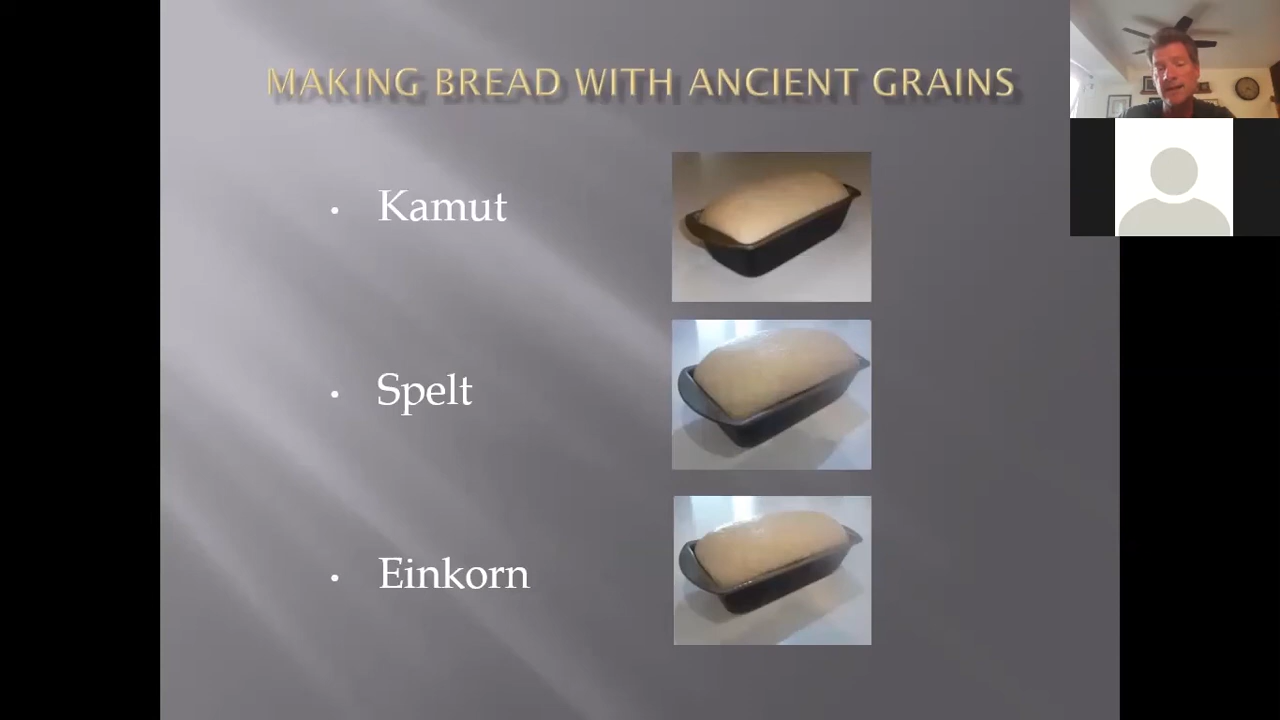 MAKING BREAD WITH ANCIENT GRAINS
• Kamut
• Spelt
• Einkorn